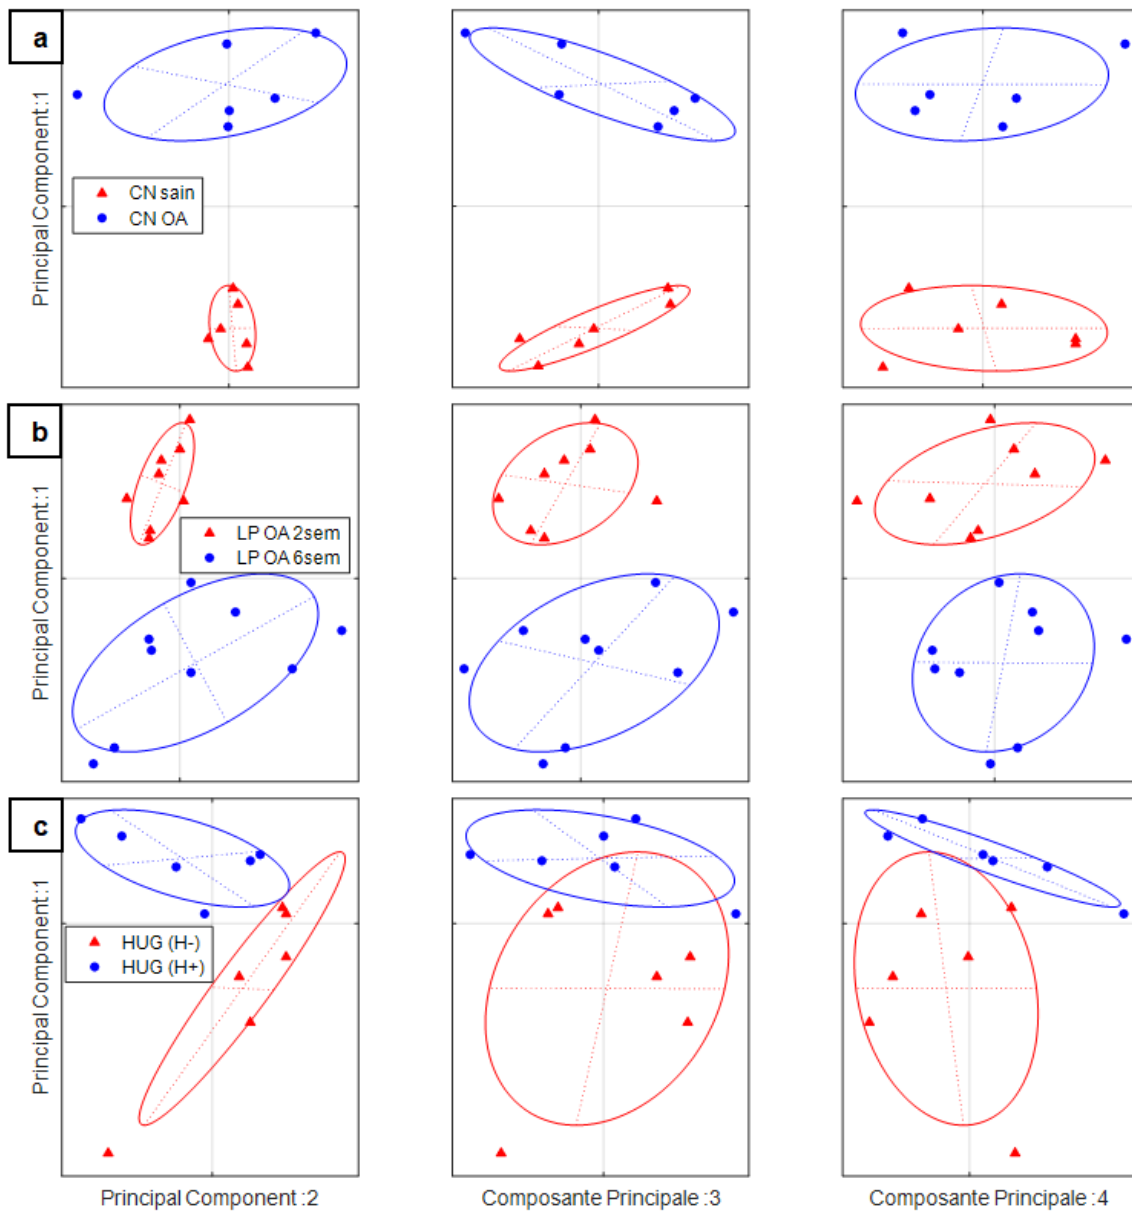 a
Principal Component :1
CN sain
CN OA
b
Principal Component :1
LP OA 2sem
LP OA 6sem
c
Principal Component :1
HUG (H-)
HUG (H+)
Principal Component :2
Composante Principale :3
Composante Principale :4